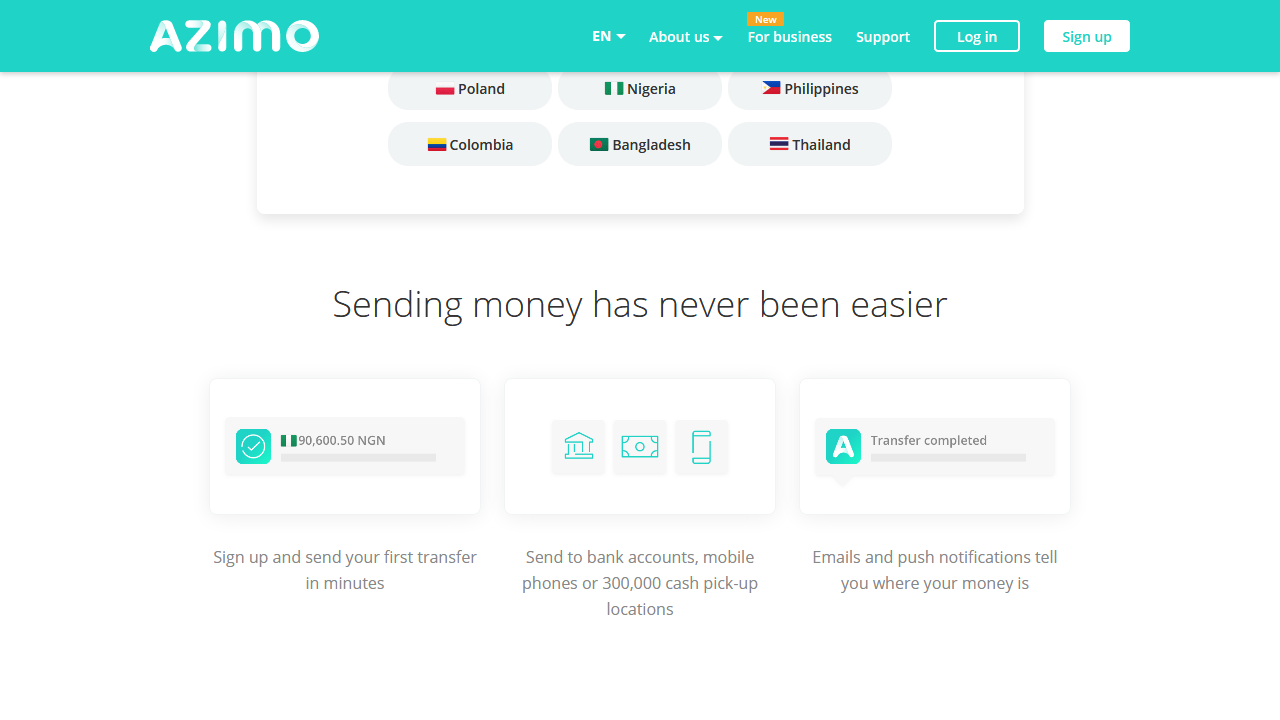 AZIMO
EN
About us
New
For business
Support
Log in
Sign up
Poland
Nigeria
Philippines
Colombia
Bangladesh
Thailand
Sending money has never been easier
90,600.50 NGN
A
Transfer completed
Sign up and send your first transfer
in minutes
Send to bank accounts, mobile
phones or 300,000 cash pick-up
locations
Emails and push notifications tell
you where your money is